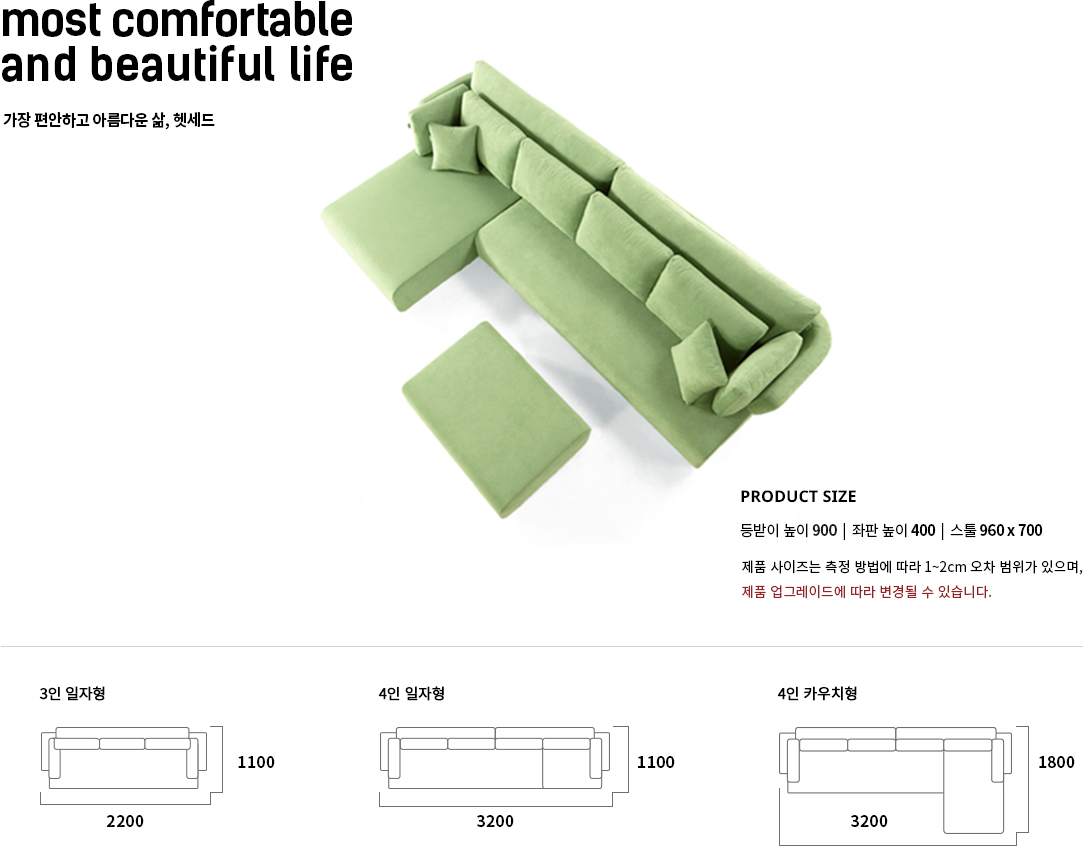 most comfortable
and beautiful life
가장 편안하고 아름다운 삶, 헷세드
PRODUCT SIZE
등받이 높이 900 | 좌판 높이 400 | 스툴 960 x 700
제품 사이즈는 측정 방법에 따라 1~2cm 오차 범위가 있으며,
제품 업그레이드에 따라 변경될 수 있습니다.
3인 일자형
1100
2200
4인 일자형
1100
3200
4인 카우치형
1800
3200